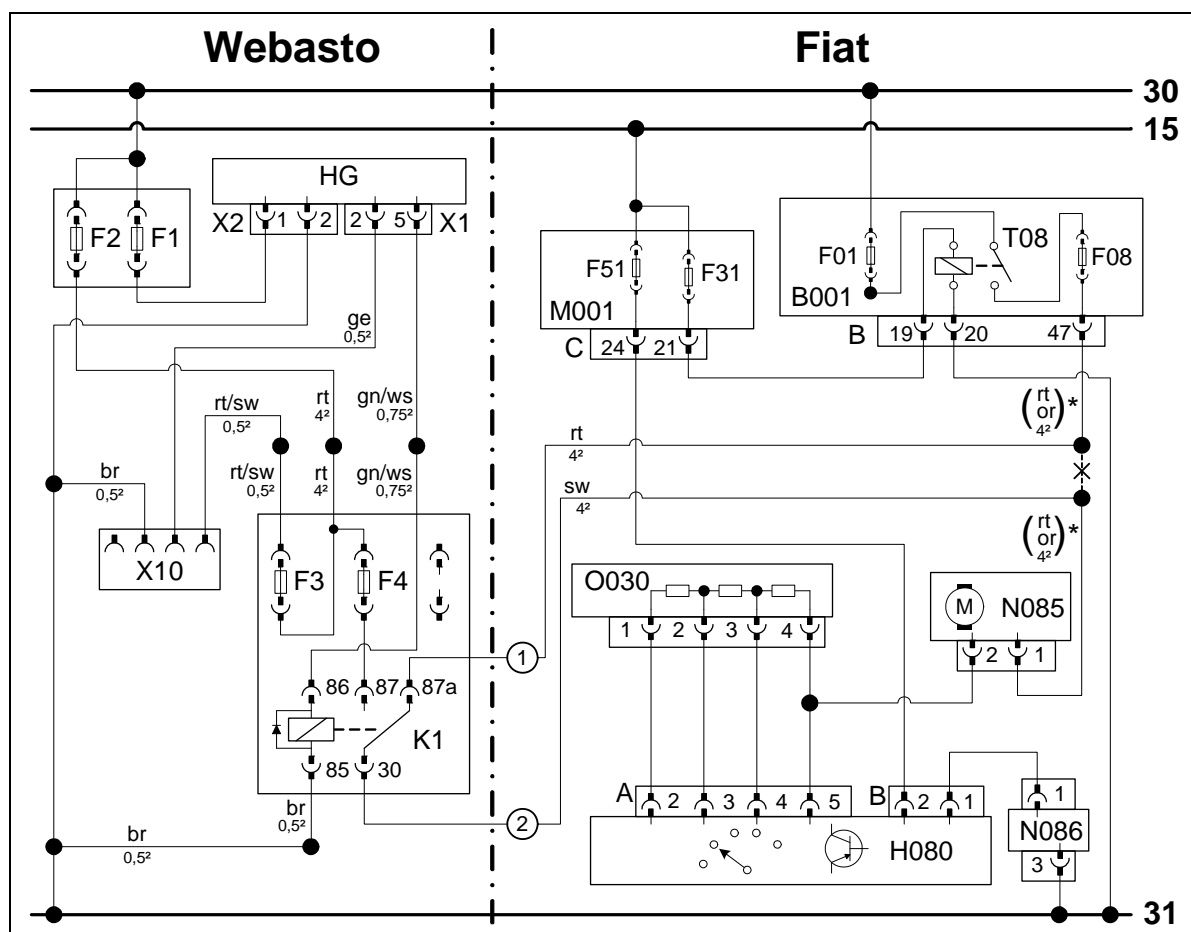 Webasto
Fiat
30
15
HG
X2 1 2 2 5 X1
F2 F1
F51 F31
M001
C 24 21
F01 T08 F08
B001
B 19 20 47
ge
0,5²
rt/sw
0,5²
rt
4²
gn/ws
0,75²
rt
4²
(rt
or
4²)*
br
0,5²
rt/sw
0,5²
rt
4²
gn/ws
0,75²
sw
4²
(rt
or
4²)*
X10
F3 F4
O030
1 2 3 4
M N085
2 1
1
86 87 87a
K1
85 30
A 2 3 4 5 B 2 1
1
N086
3
H080
br
0,5²
2
br
0,5²
31